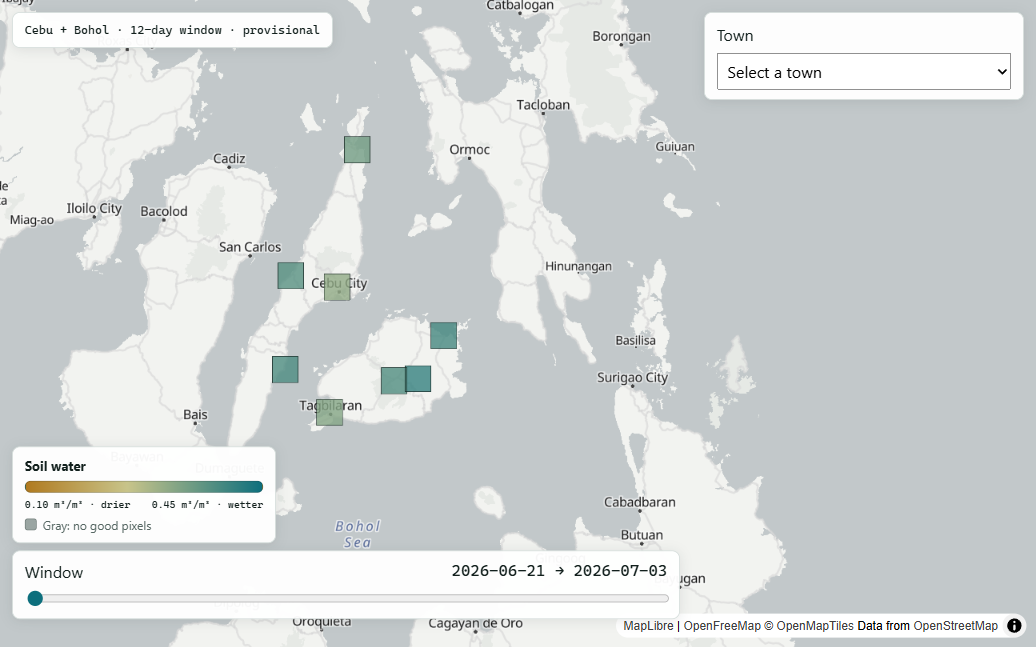 Catbalogan
Cebu + Bohol · 12-day window · provisional
Borongan
Town
Select a town
Tacloban
Ormoc
Guiuan
Cadiz
Iloilo City
Bacolod
Miag-ao
San Carlos
Hinunangan
Cebu City
Basilisa
Surigao City
Tagbilaran
Bais
Bayawan
Dumaguete
Soil water
0.10 m³/m³ · drier 0.45 m³/m³ · wetter
Gray: no good pixels
Cabadbaran
Bohol
Sea
Butuan
Window 2026-06-21 → 2026-07-03
ugan
Oroquieta
Cagayan de Oro
MapLibre | OpenFreeMap © OpenMapTiles Data from OpenStreetMap